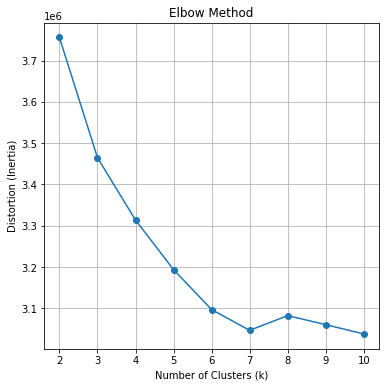 Elbow Method
1e6
3.7
3.6
3.5
3.4
3.3
3.2
3.1
Distortion (Inertia)
2 3 4 5 6 7 8 9 10
Number of Clusters (k)